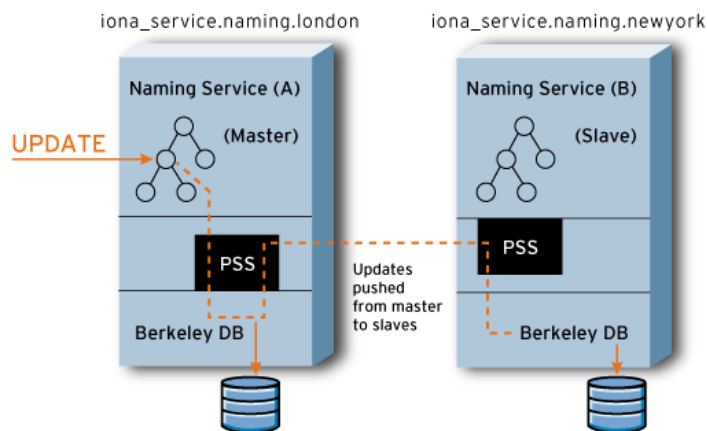 iona_service.naming.london
iona_service.naming.newyork
Naming Service (A)
(Master)
UPDATE
PSS
Berkeley DB
Updates
pushed
from master
to slaves
Naming Service (B)
(Slave)
PSS
Berkeley DB